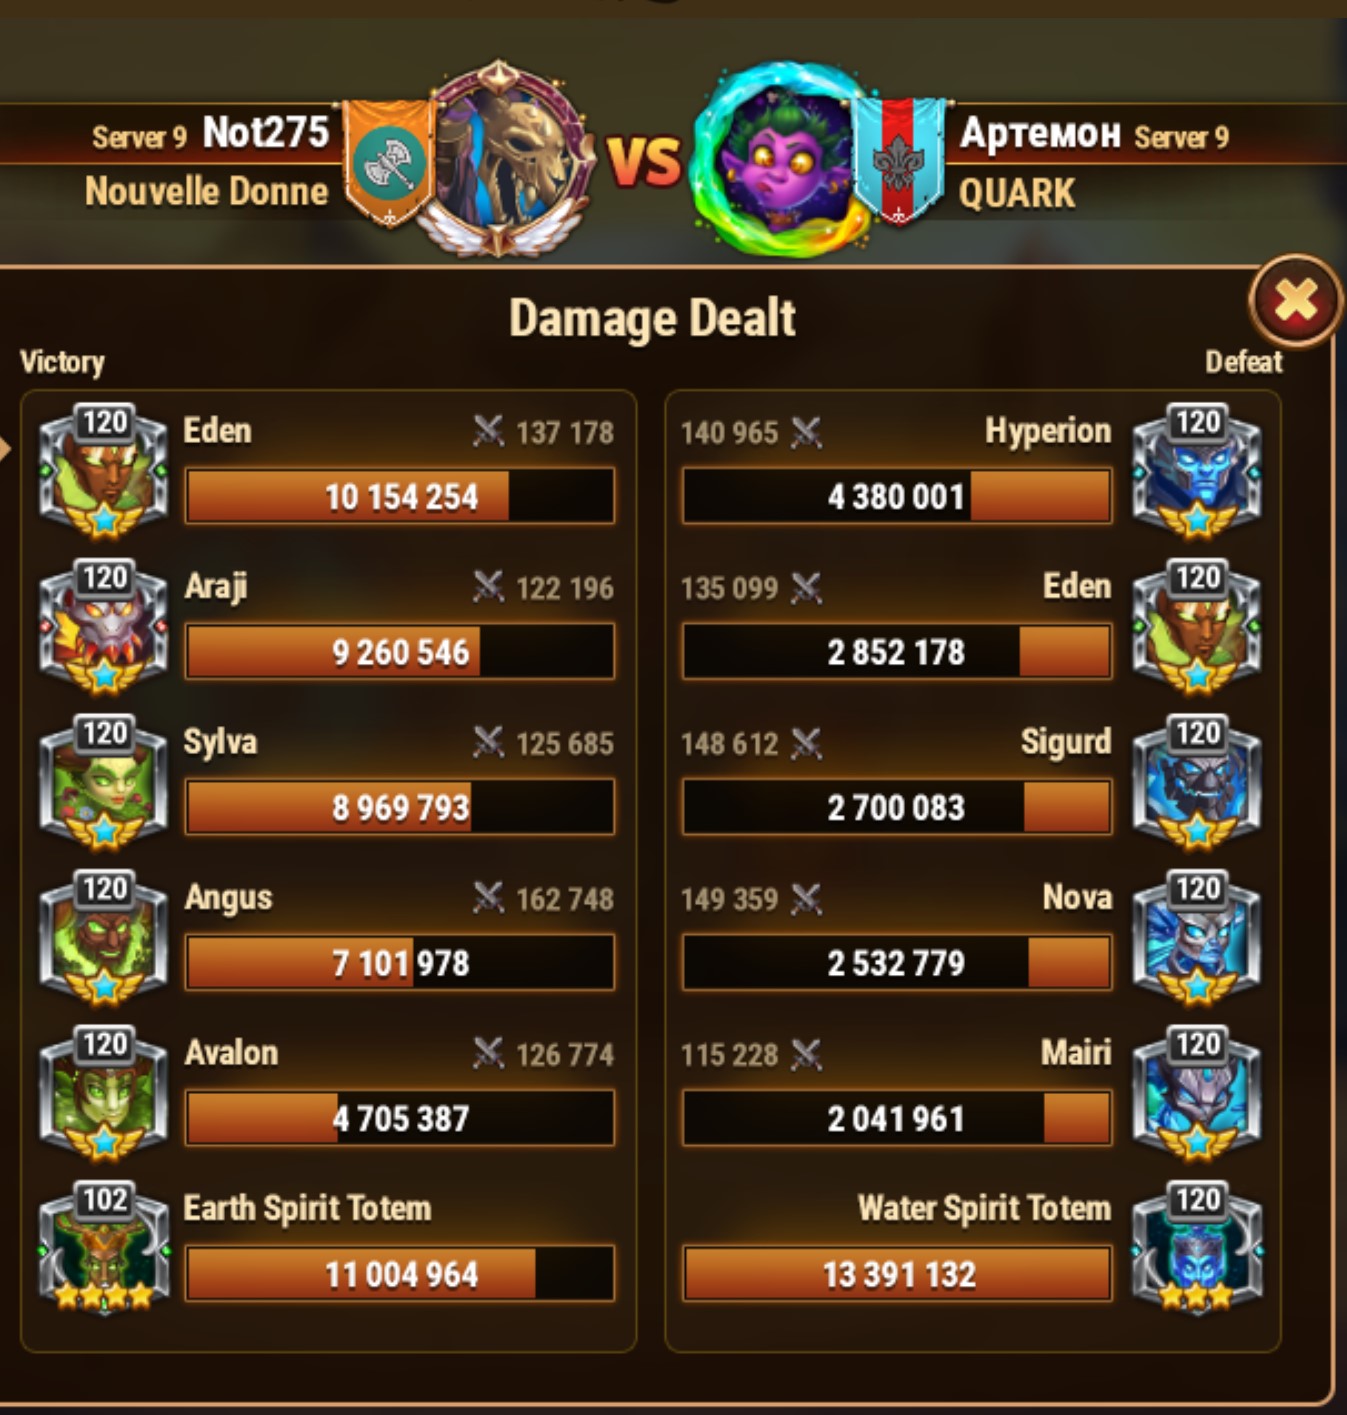 Server 9 Not275
Nouvelle Donne
VS
Артемон Server 9
QUARK
Damage Dealt
Victory
Defeat
120
Eden
137 178
10 154 254
120
Araji
122 196
9 260 546
120
Sylva
125 685
8 969 793
120
Angus
162 748
7 101 978
120
Avalon
126 774
4 705 387
102
Earth Spirit Totem
11 004 964
140 965
Hyperion
120
4 380 001
135 099
Eden
120
2 852 178
148 612
Sigurd
120
2 700 083
149 359
Nova
120
2 532 779
115 228
Mairi
120
2 041 961
Water Spirit Totem
120
13 391 132